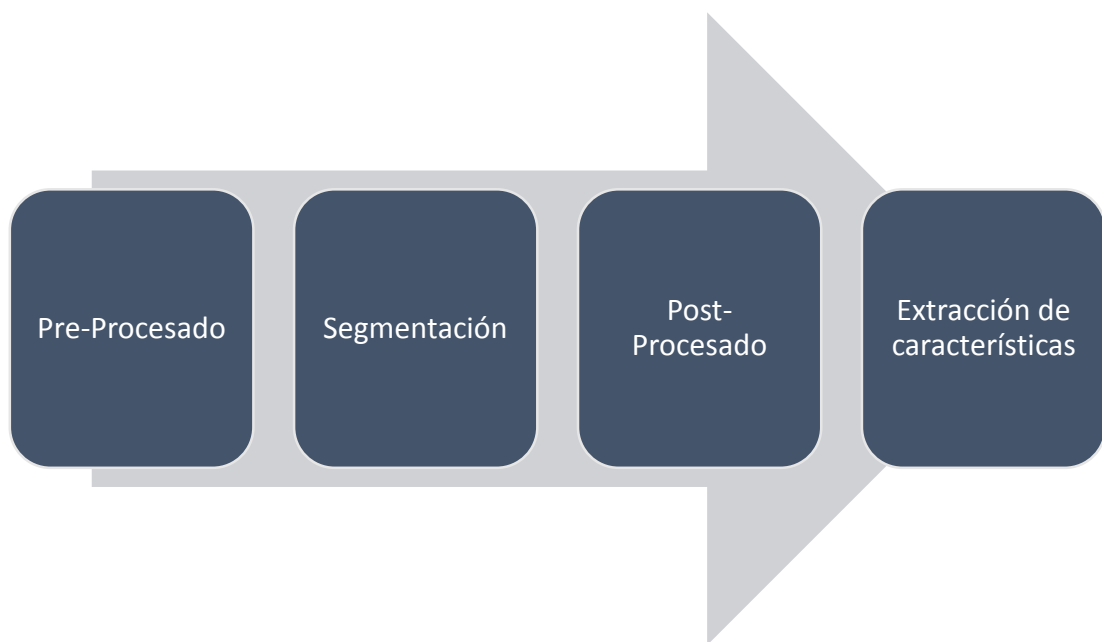 Pre-Procesado
Segmentación
Post-
Procesado
Extracción de
características